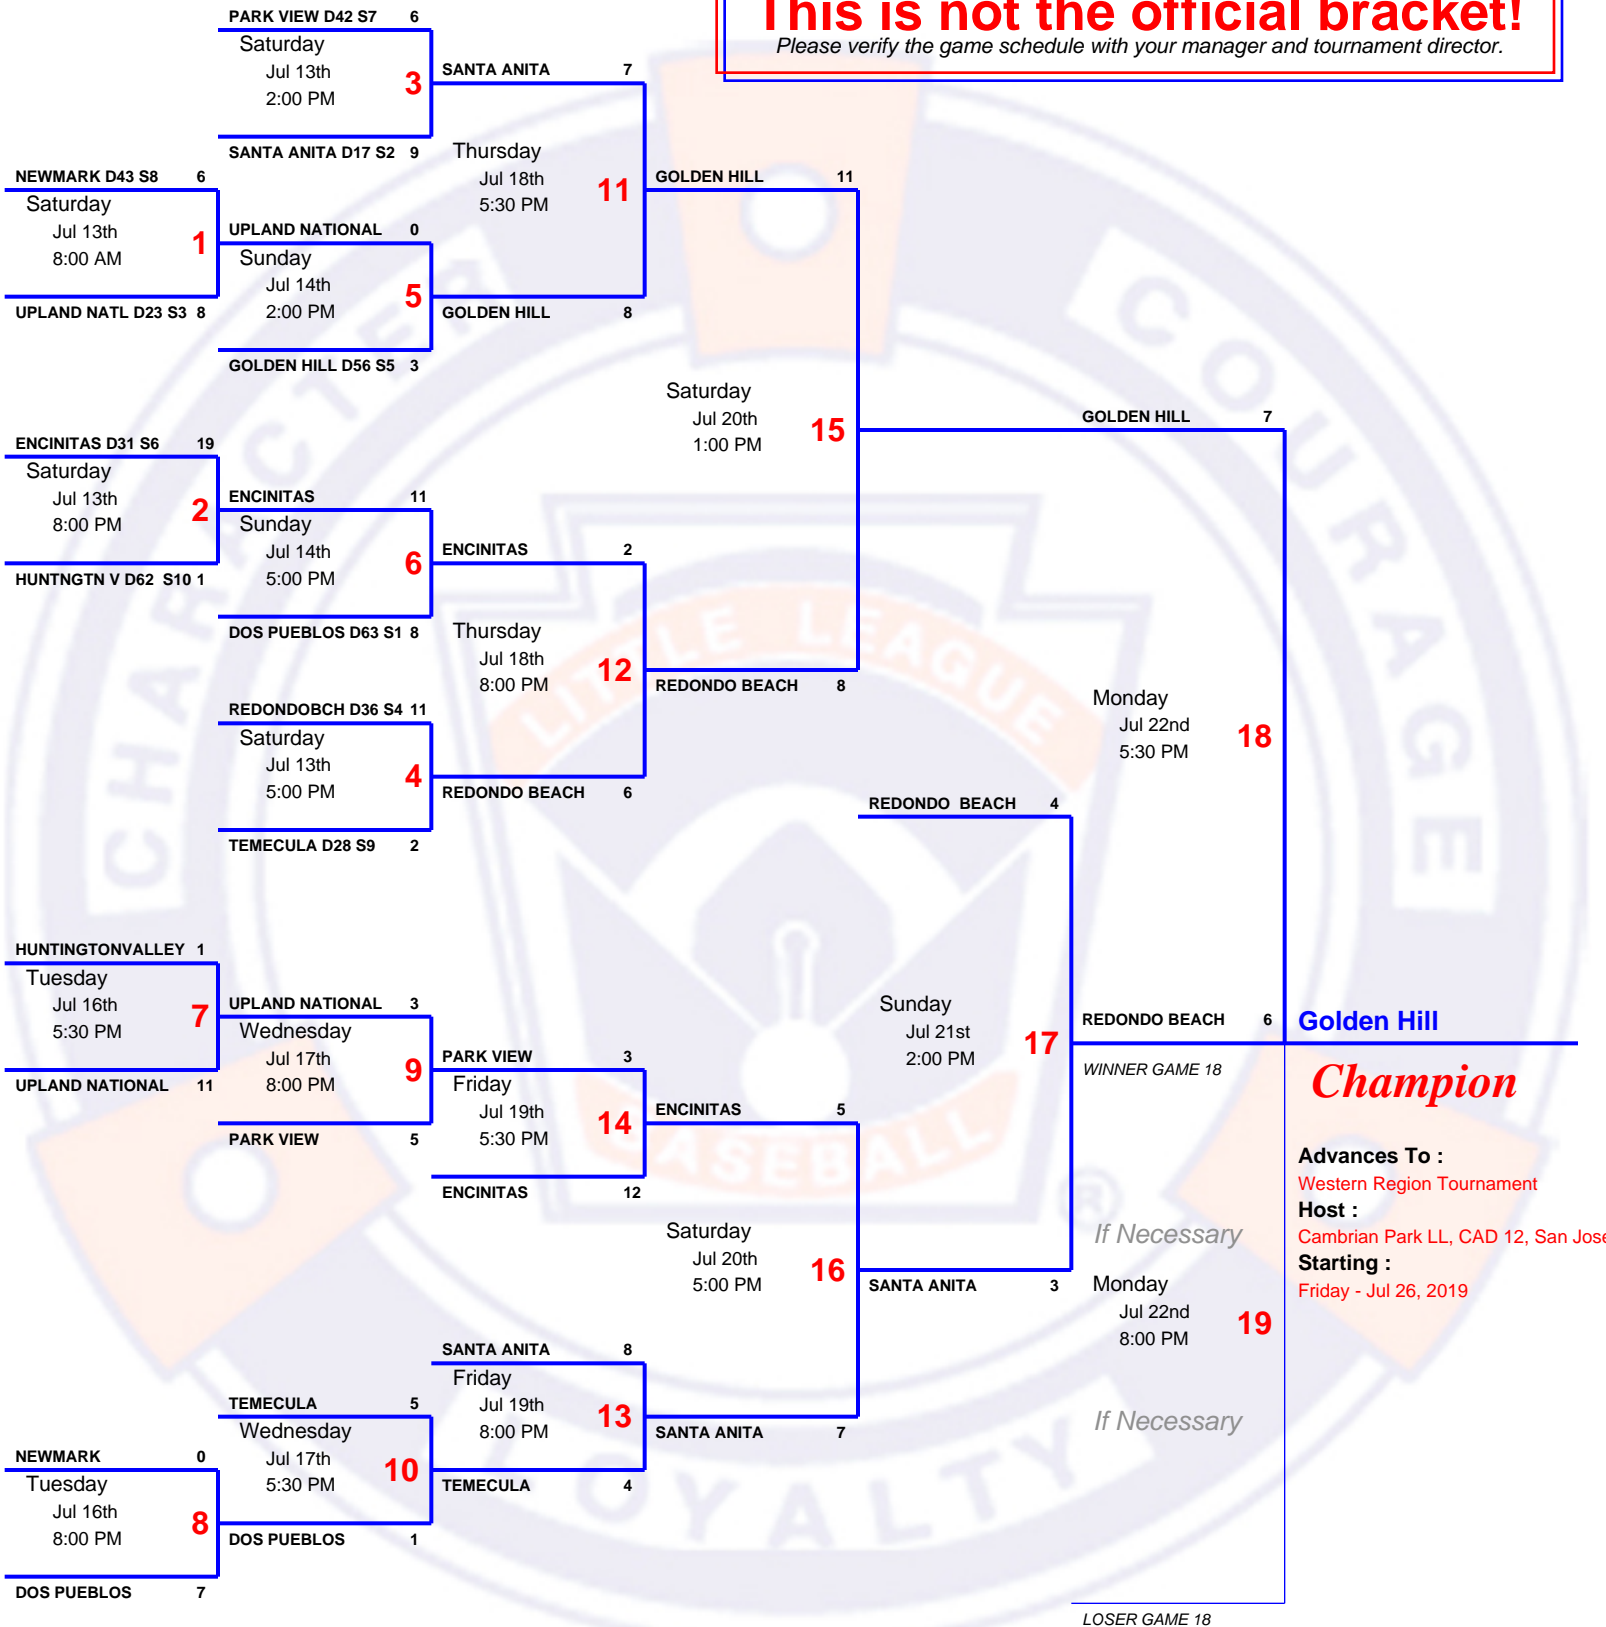 This is not the official bracket!
Please verify the game schedule with your manager and tournament director.
PARK VIEW D42 S7 6
Saturday
Jul 13th
2:00 PM
3
SANTA ANITA D17 S2 9
SANTA ANITA 7
Thursday
Jul 18th
5:30 PM
11
NEWMARK D43 S8 6
Saturday
Jul 13th
8:00 AM
1
UPLAND NATL D23 S3 8
UPLAND NATIONAL 0
Sunday
Jul 14th
2:00 PM
5
GOLDEN HILL D56 S5 3
GOLDEN HILL 8
GOLDEN HILL 11
Saturday
Jul 20th
1:00 PM
15
GOLDEN HILL 7
ENCINITAS D31 S6 19
Saturday
Jul 13th
8:00 PM
2
HUNTNGTN V D62 S10 1
ENCINITAS 11
Sunday
Jul 14th
5:00 PM
6
DOS PUEBLOS D63 S1 8
ENCINITAS 2
Thursday
Jul 18th
8:00 PM
12
REDONDO BEACH 8
REDONDOBCH D36 S4 11
Saturday
Jul 13th
5:00 PM
4
TEMECULA D28 S9 2
REDONDO BEACH 6
Monday
Jul 22nd
5:30 PM
18
REDONDO BEACH 4
Sunday
Jul 21st
2:00 PM
17
REDONDO BEACH 6
WINNER GAME 18
HUNTINGTONVALLEY 1
Tuesday
Jul 16th
5:30 PM
7
UPLAND NATIONAL 11
UPLAND NATIONAL 3
Wednesday
Jul 17th
8:00 PM
9
PARK VIEW 5
PARK VIEW 3
Friday
Jul 19th
5:30 PM
14
ENCINITAS 12
ENCINITAS 5
Saturday
Jul 20th
5:00 PM
16
SANTA ANITA 3
SANTA ANITA 8
Friday
Jul 19th
8:00 PM
13
TEMECULA 4
SANTA ANITA 7
TEMECULA 5
Wednesday
Jul 17th
5:30 PM
10
DOS PUEBLOS 1
NEWMARK 0
Tuesday
Jul 16th
8:00 PM
8
DOS PUEBLOS 7
If Necessary
Monday
Jul 22nd
8:00 PM
19
If Necessary
LOSER GAME 18
Golden Hill
Champion
Advances To :
Western Region Tournament
Host :
Cambrian Park LL, CAD 12, San Jose
Starting :
Friday - Jul 26, 2019
CHARACTER
COURAGE
LOYALTY
LITTLE LEAGUE
BASEBALL
®